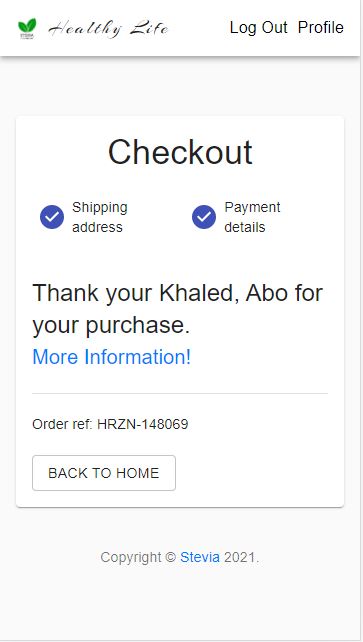 Healthy Life Log Out Profile
Checkout
Shipping address
Payment details
Thank your Khaled, Abo for
your purchase.
More Information!
Order ref: HRZN-148069
BACK TO HOME
Copyright © Stevia 2021.